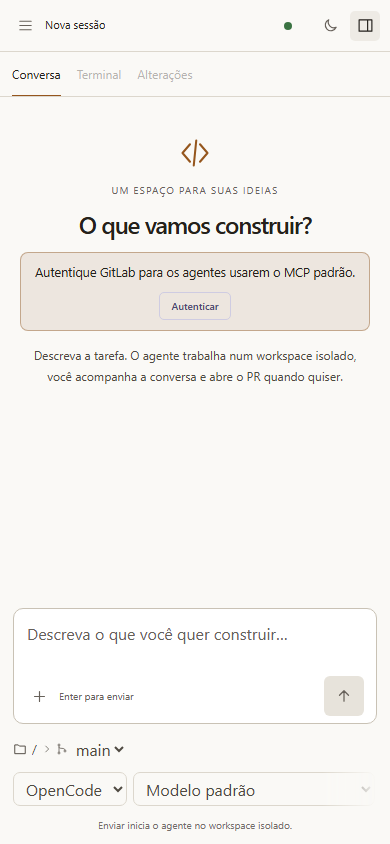 Nova sessão
Conversa Terminal Alterações
UM ESPAÇO PARA SUAS IDEIAS
O que vamos construir?
Autentique GitLab para os agentes usarem o MCP padrão.
Autenticar
Descreva a tarefa. O agente trabalha num workspace isolado,
você acompanha a conversa e abre o PR quando quiser.
Descreva o que você quer construir...
Enter para enviar
/ main
OpenCode Modelo padrão
Enviar inicia o agente no workspace isolado.